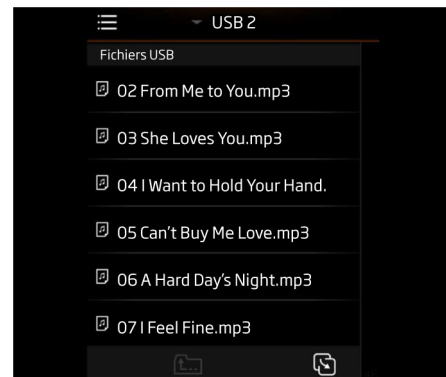 USB 2
Fichiers USB
02 From Me to You.mp3
03 She Loves You.mp3
04 I Want to Hold Your Hand.
05 Can't Buy Me Love.mp3
06 A Hard Day's Night.mp3
07 I Feel Fine.mp3